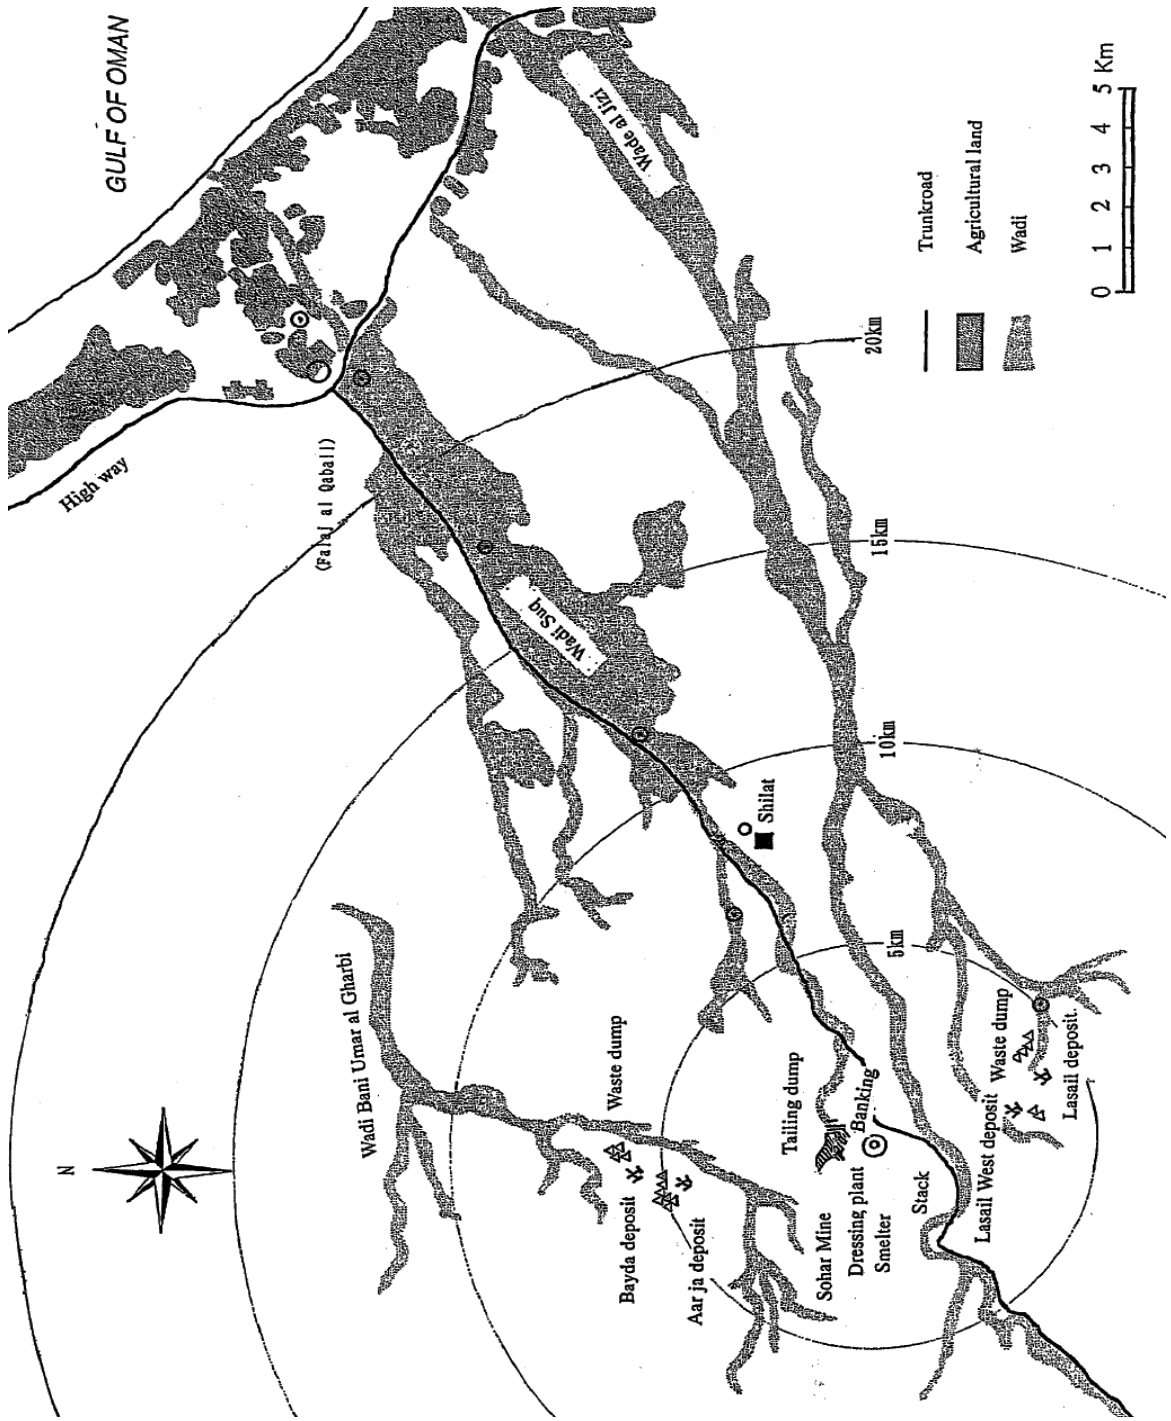 GULF OF OMAN
Wade al Jizi
High way
(Falaj al Qabail)
Wadi Suq
20km
15km
10km
5km
Shilat
Wadi Bani Umar al Gharbi
N
Waste dump
Bayda deposit
Aar ja deposit
Tailing dump
Banking
Sohar Mine
Dressing plant
Smelter
Stack
Lasail West deposit
Waste dump
Lasail deposit.
Trunkroad
Agricultural land
Wadi
0 1 2 3 4 5 Km